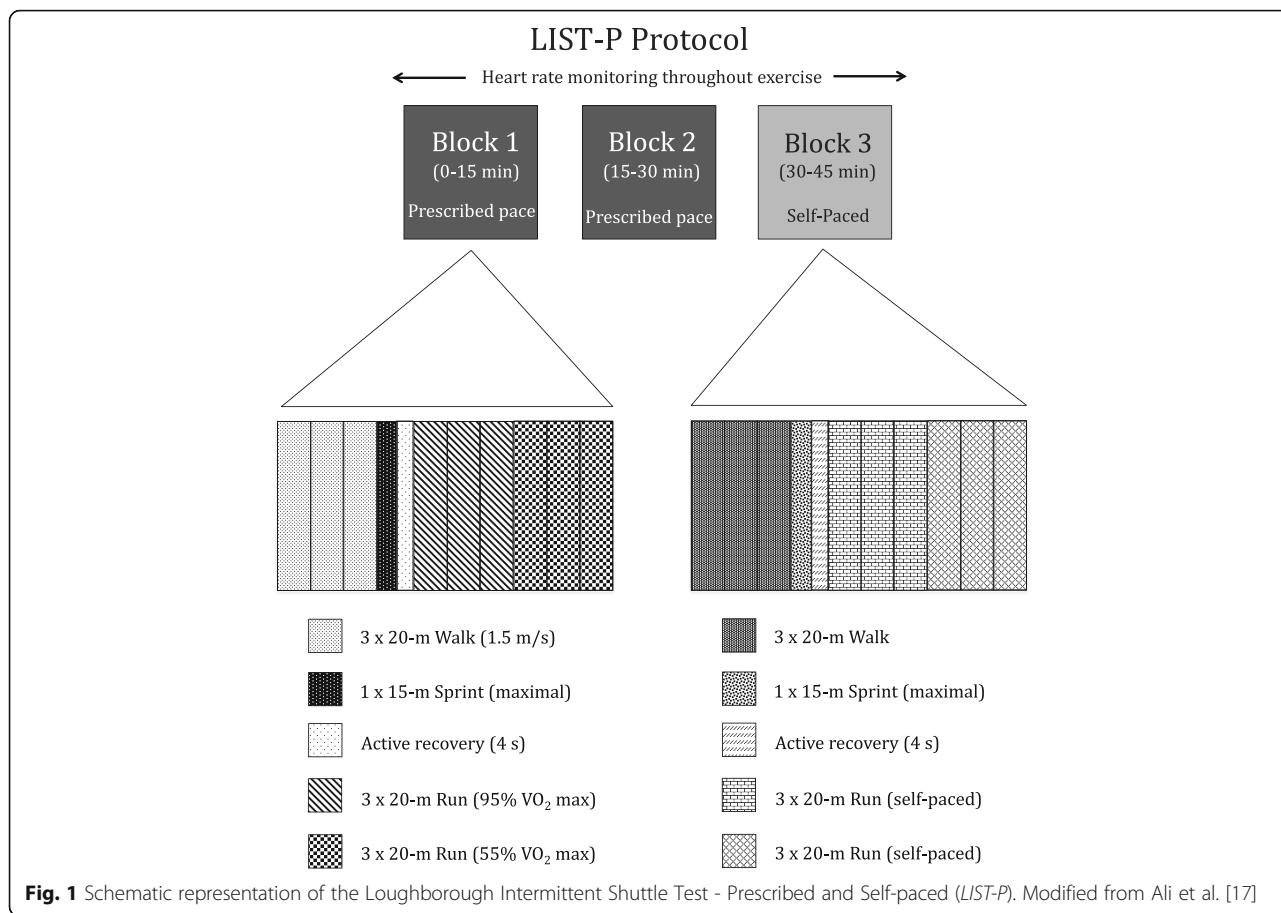 LIST-P Protocol
Heart rate monitoring throughout exercise
Block 1
(0-15 min)
Prescribed pace
Block 2
(15-30 min)
Prescribed pace
Block 3
(30-45 min)
Self-Paced
3 x 20-m Walk (1.5 m/s)
1 x 15-m Sprint (maximal)
Active recovery (4 s)
3 x 20-m Run (95% VO₂ max)
3 x 20-m Run (55% VO₂ max)
3 x 20-m Walk
1 x 15-m Sprint (maximal)
Active recovery (4 s)
3 x 20-m Run (self-paced)
3 x 20-m Run (self-paced)
Fig. 1 Schematic representation of the Loughborough Intermittent Shuttle Test - Prescribed and Self-paced (LIST-P). Modified from Ali et al. [17]